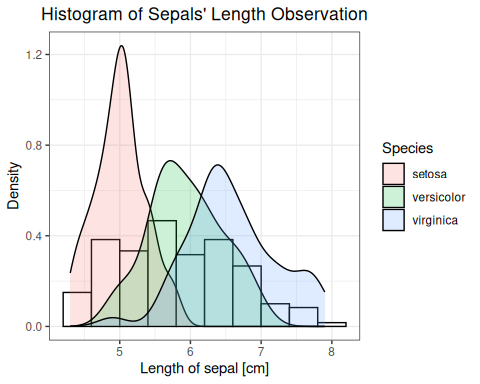 Histogram of Sepals' Length Observation
1.2
0.8
0.4
0.0
Density
5 6 7 8
Length of sepal [cm]
Species
setosa
versicolor
virginica